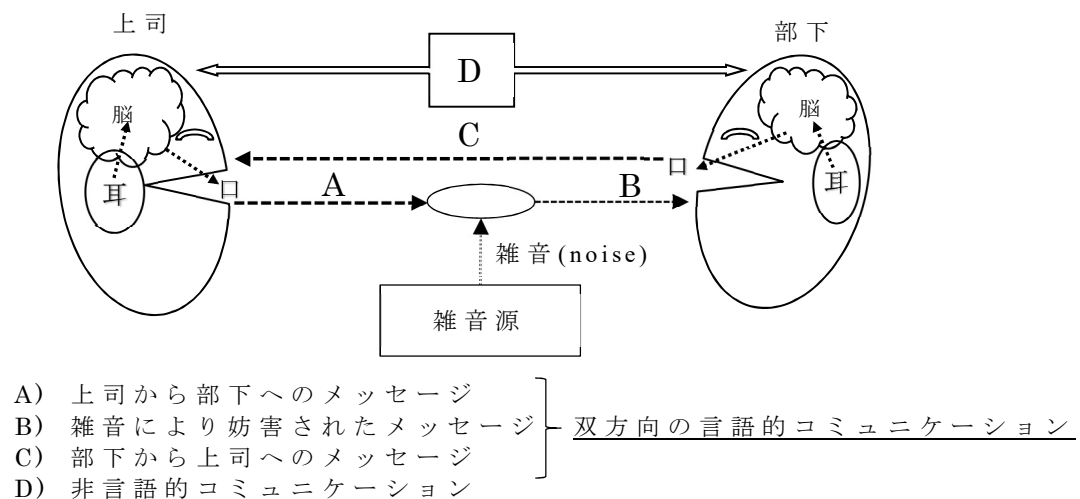 上司
部下
D
脳
脳
C
口
耳
口
A
B
耳
雑音(noise)
雑音源
A) 上司から部下へのメッセージ
B) 雑音により妨害されたメッセージ
双方向の言語的コミュニケーション
C) 部下から上司へのメッセージ
D) 非言語的コミュニケーション